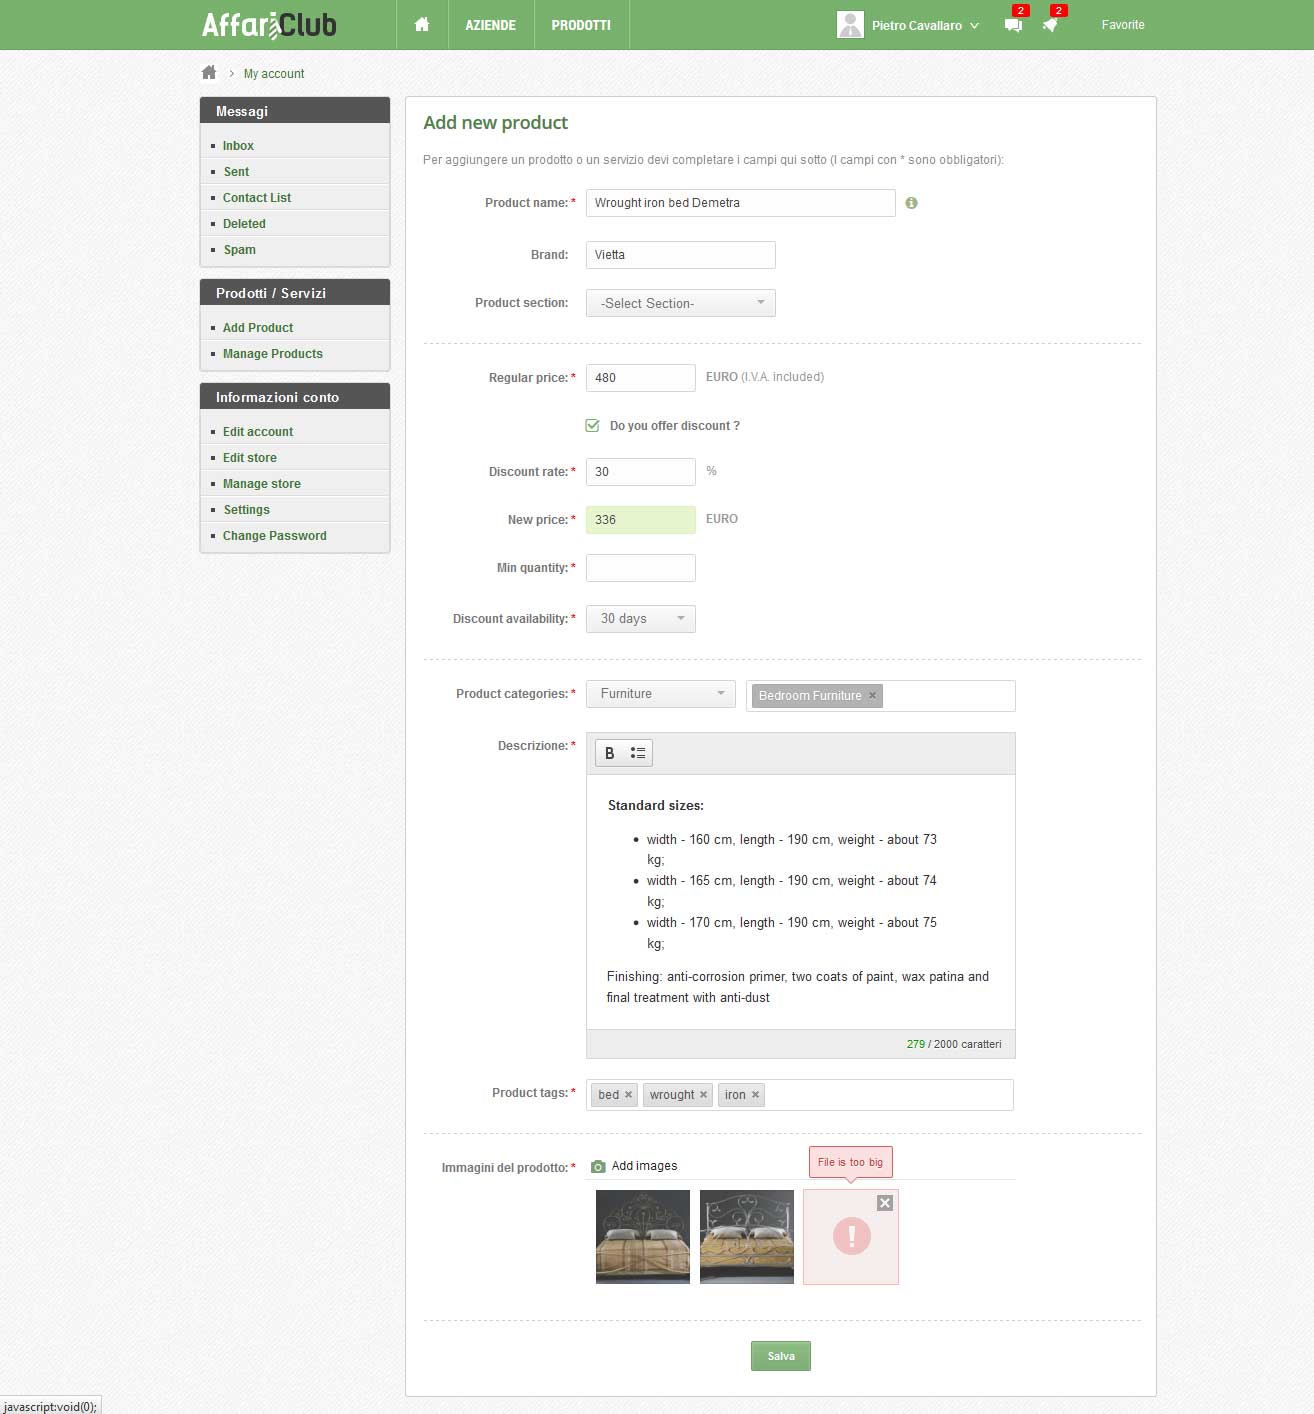 AffariClub
AZIENDE
PRODOTTI
Pietro Cavallaro
2
2
Favorite
My account
Messagi
Inbox
Sent
Contact List
Deleted
Spam
Prodotti / Servizi
Add Product
Manage Products
Informazioni conto
Edit account
Edit store
Manage store
Settings
Change Password
Add new product
Per aggiungere un prodotto o un servizio devi completare i campi qui sotto (I campi con * sono obbligatori):
Product name:* Wrought iron bed Demetra
Brand: Vietta
Product section: -Select Section-
Regular price:* 480 EURO (I.V.A. included)
Do you offer discount ?
Discount rate:* 30 %
New price:* 336 EURO
Min quantity:*
Discount availability:* 30 days
Product categories:* Furniture Bedroom Furniture ×
Descrizione:*
B
Standard sizes:
• width - 160 cm, length - 190 cm, weight - about 73
kg;
• width - 165 cm, length - 190 cm, weight - about 74
kg;
• width - 170 cm, length - 190 cm, weight - about 75
kg;
Finishing: anti-corrosion primer, two coats of paint, wax patina and
final treatment with anti-dust
279 / 2000 caratteri
Product tags:* bed × wrought × iron ×
Immagini del prodotto:* Add images
File is too big
!
Salva
javascript:void(0);